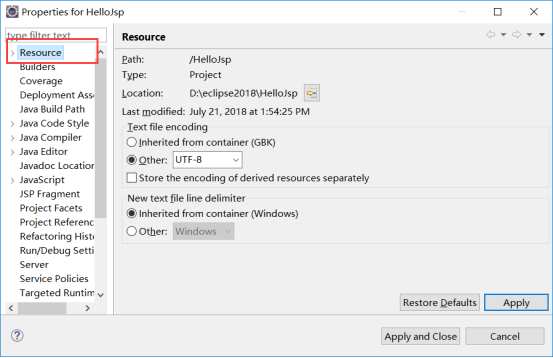 Properties for HelloJsp
type filter text
Resource
Builders
Coverage
Deployment Asse
Java Build Path
Java Code Style
Java Compiler
Java Editor
Javadoc Location
JavaScript
JSP Fragment
Project Facets
Project Referenc
Refactoring Histo
Run/Debug Setti
Server
Service Policies
Targeted Runtim
Resource
Path: /HelloJsp
Type: Project
Location: D:\eclipse2018\HelloJsp
Last modified: July 21, 2018 at 1:54:25 PM
Text file encoding
Inherited from container (GBK)
Other: UTF-8
Store the encoding of derived resources separately
New text file line delimiter
Inherited from container (Windows)
Other: Windows
Restore Defaults Apply
Apply and Close Cancel